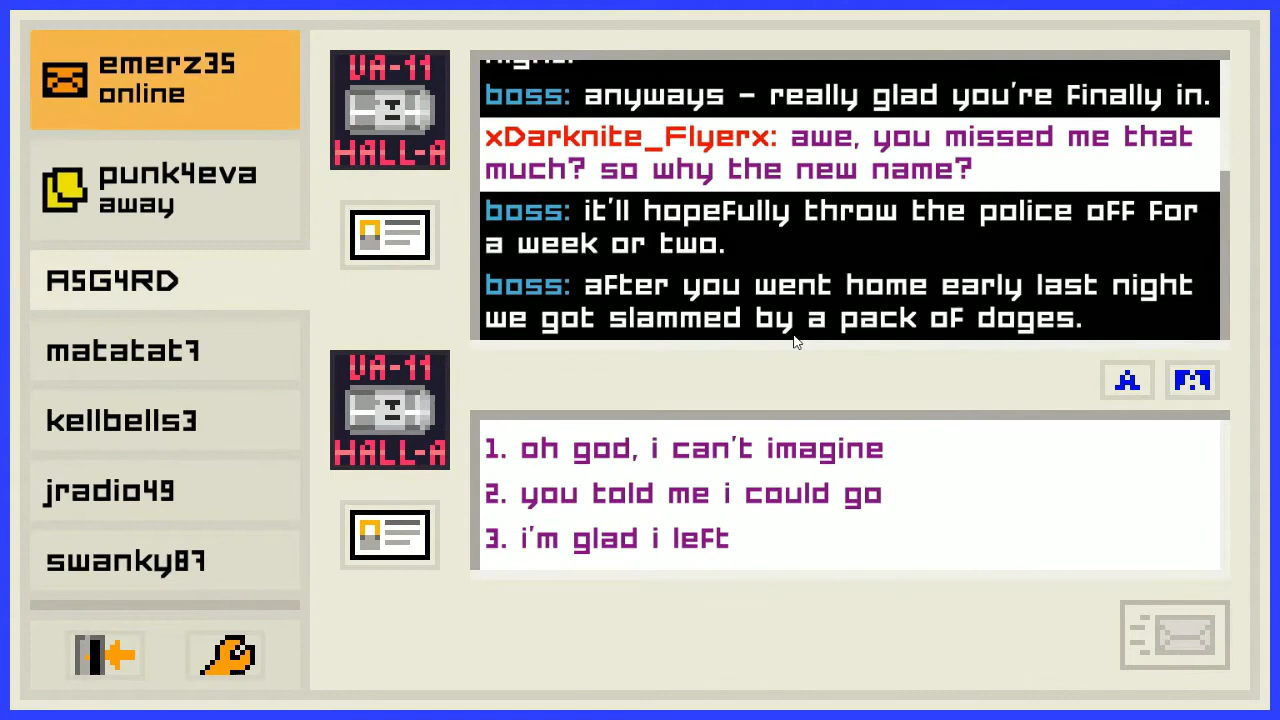 emerz35
online
punk4eva
away
A5G4RD
matatat7
kellbells3
jradio49
swanky87
VA-11
HALL-A
boss: anyways - really glad you're finally in.
xDarknite_Flyerx: awe, you missed me that
much? so why the new name?
boss: it'll hopefully throw the police off for
a week or two.
boss: after you went home early last night
we got slammed by a pack of doges.
VA-11
HALL-A
1. oh god, i can't imagine
2. you told me i could go
3. i'm glad i left